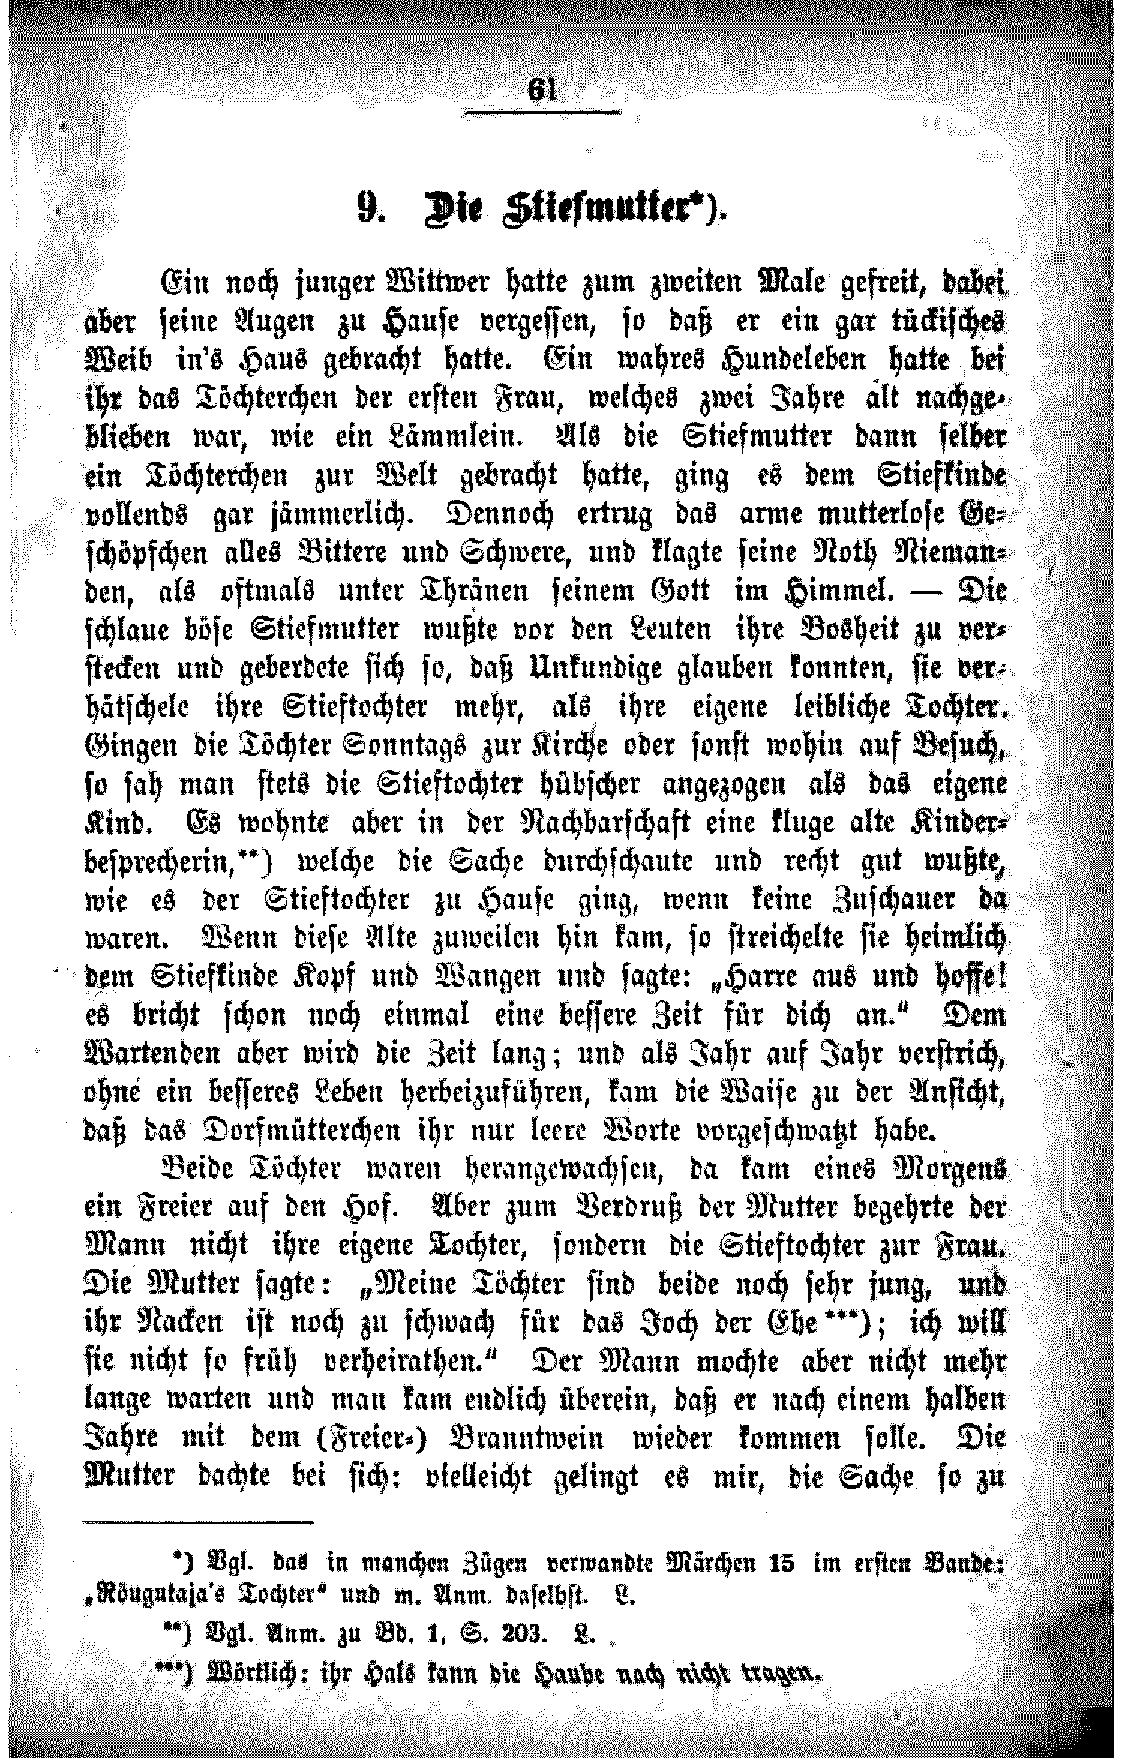 61
9. Die Stiefmutter*).
Ein noch junger Wittwer hatte zum zweiten Male gefreit, dabei
aber seine Augen zu Hause vergessen, so daß er ein gar tückisches
Weib in's Haus gebracht hatte. Ein wahres Hundeleben hatte bei
ihr das Töchterchen der ersten Frau, welches zwei Jahre alt nachge-
blieben war, wie ein Lämmlein. Als die Stiefmutter dann selber
ein Töchterchen zur Welt gebracht hatte, ging es dem Stiefkinde
vollends gar jämmerlich. Dennoch ertrug das arme mutterlose Ge-
schöpfchen alles Bittere und Schwere, und klagte seine Noth Nieman-
den, als oftmals unter Thränen seinem Gott im Himmel. — Die
schlaue böse Stiefmutter wußte vor den Leuten ihre Bosheit zu ver-
stecken und geberdete sich so, daß Unkundige glauben konnten, sie ver-
hätschele ihre Stieftochter mehr, als ihre eigene leibliche Tochter.
Gingen die Töchter Sonntags zur Kirche oder sonst wohin auf Besuch,
so sah man stets die Stieftochter hübscher angezogen als das eigene
Kind. Es wohnte aber in der Nachbarschaft eine kluge alte Kinder-
besprecherin,**) welche die Sache durchschaute und recht gut wußte,
wie es der Stieftochter zu Hause ging, wenn keine Zuschauer da
waren. Wenn diese Alte zuweilen hin kam, so streichelte sie heimlich
dem Stiefkinde Kopf und Wangen und sagte: „Harre aus und hoffe!
es bricht schon noch einmal eine bessere Zeit für dich an.“ Dem
Wartenden aber wird die Zeit lang; und als Jahr auf Jahr verstrich,
ohne ein besseres Leben herbeizuführen, kam die Waise zu der Ansicht,
daß das Dorfmütterchen ihr nur leere Worte vorgeschwatzt habe.
Beide Töchter waren herangewachsen, da kam eines Morgens
ein Freier auf den Hof. Aber zum Verdruß der Mutter begehrte der
Mann nicht ihre eigene Tochter, sondern die Stieftochter zur Frau.
Die Mutter sagte: „Meine Töchter sind beide noch sehr jung, und
ihr Nacken ist noch zu schwach für das Joch der Ehe***); ich will
sie nicht so früh verheirathen.“ Der Mann mochte aber nicht mehr
lange warten und man kam endlich überein, daß er nach einem halben
Jahre mit dem (Freier-) Branntwein wieder kommen solle. Die
Mutter dachte bei sich: vielleicht gelingt es mir, die Sache so zu
*) Vgl. das in manchen Zügen verwandte Märchen 15 im ersten Bande:
„Rõugutaja's Tochter“ und m. Anm. daselbst. L.
**) Vgl. Anm. zu Bd. 1, S. 203. L.
***) Wörtlich: ihr Hals kann die Haube noch nicht tragen.